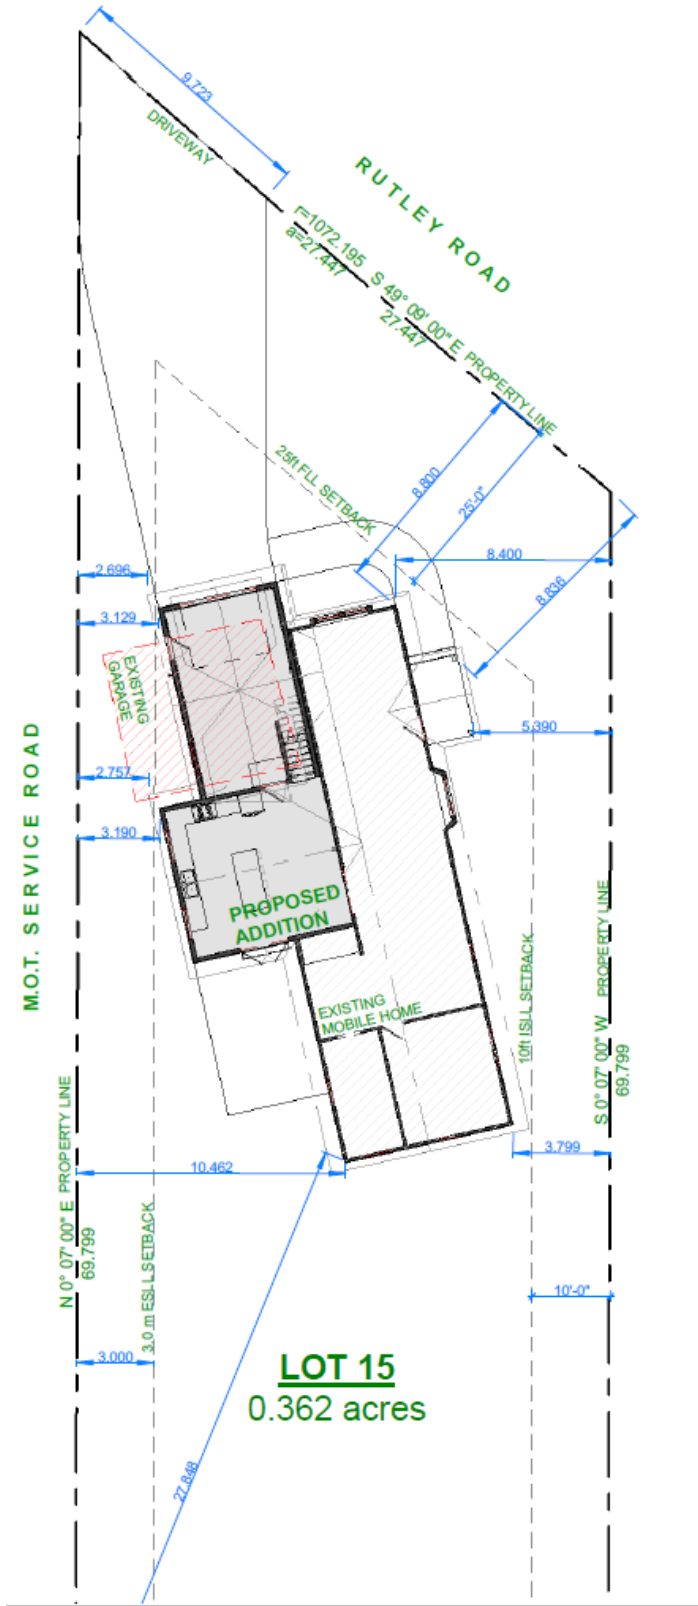 9.723
DRIVEWAY
RUTLEY ROAD
r=1072.195 S 49° 09' 00" E PROPERTY LINE
a=27.447
27.447
25ft FLL SETBACK
8.800
25'-0"
8.400
8.836
2.696
3.129
EXISTING
GARAGE
5.390
2.757
3.190
M.O.T. SERVICE ROAD
PROPOSED
ADDITION
EXISTING
MOBILE HOME
10ft ISLL SETBACK
S 0° 07' 00" W PROPERTY LINE
69.799
3.799
10.462
N 0° 07' 00" E PROPERTY LINE
69.799
3.0 m ESLL SETBACK
10'-0"
3.000
LOT 15
0.362 acres
27.848